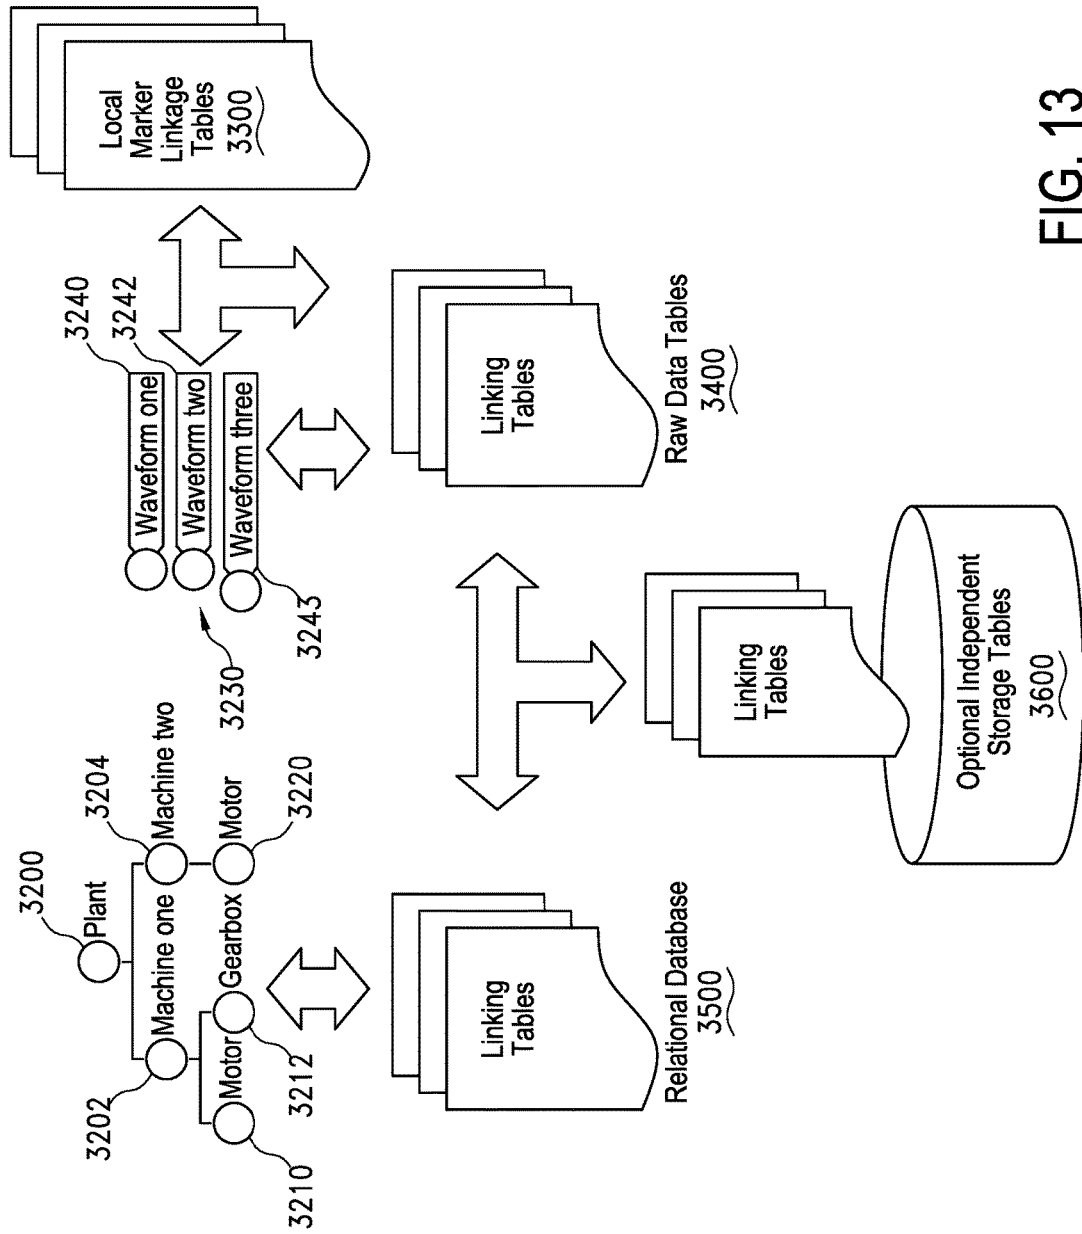 3200
Plant
3202
Machine one
3204
Machine two
3210
Motor
3212
Gearbox
Motor
3220
3230
3240
Waveform one
3242
Waveform two
Waveform three
3243
Local
Marker
Linkage
Tables
3300
Linking
Tables
Relational Database
3500
Linking
Tables
Raw Data Tables
3400
Linking
Tables
Optional Independent
Storage Tables
3600
FIG. 13